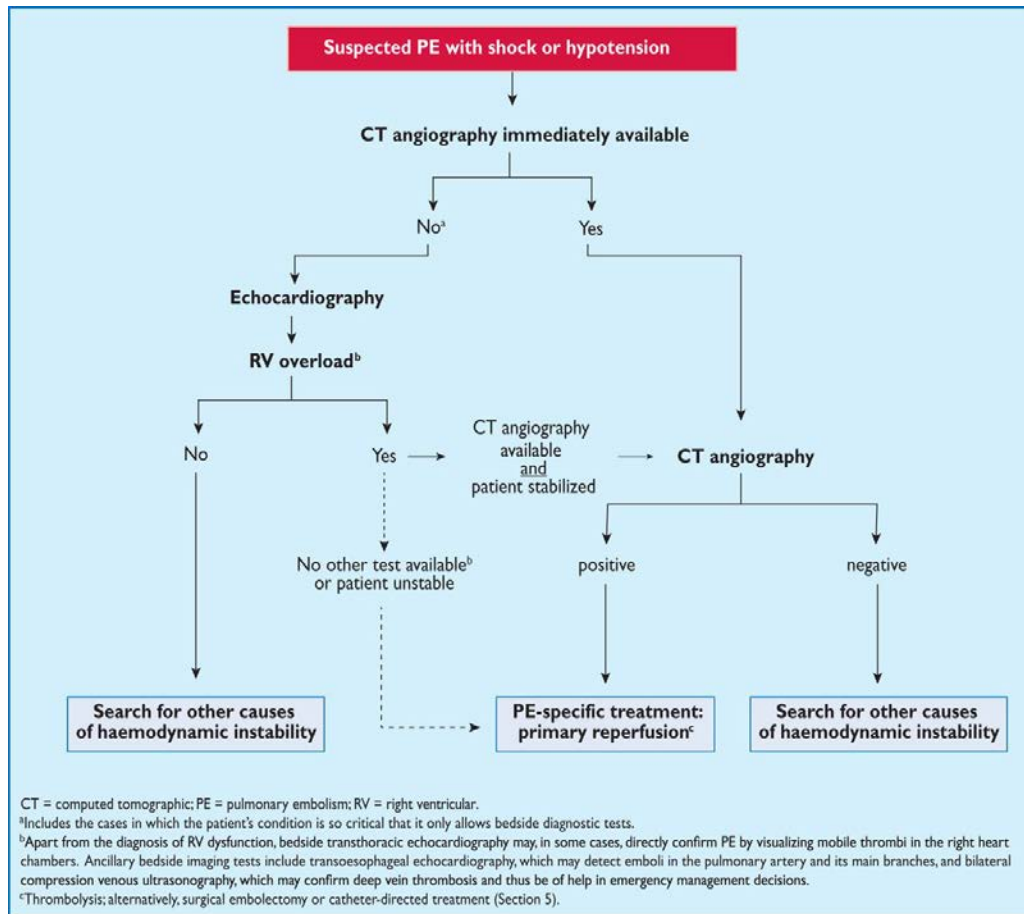 Suspected PE with shock or hypotension
CT angiography immediately available
Noᵃ
Yes
Echocardiography
RV overloadᵇ
No
Yes
CT angiography
available
and
patient stabilized
CT angiography
No other test availableᵇ
or patient unstable
positive
negative
Search for other causes
of haemodynamic instability
PE-specific treatment:
primary reperfusionᶜ
Search for other causes
of haemodynamic instability
CT = computed tomographic; PE = pulmonary embolism; RV = right ventricular.
ᵃIncludes the cases in which the patient's condition is so critical that it only allows bedside diagnostic tests.
ᵇApart from the diagnosis of RV dysfunction, bedside transthoracic echocardiography may, in some cases, directly confirm PE by visualizing mobile thrombi in the right heart
chambers. Ancillary bedside imaging tests include transoesophageal echocardiography, which may detect emboli in the pulmonary artery and its main branches, and bilateral
compression venous ultrasonography, which may confirm deep vein thrombosis and thus be of help in emergency management decisions.
ᶜThrombolysis; alternatively, surgical embolectomy or catheter-directed treatment (Section 5).